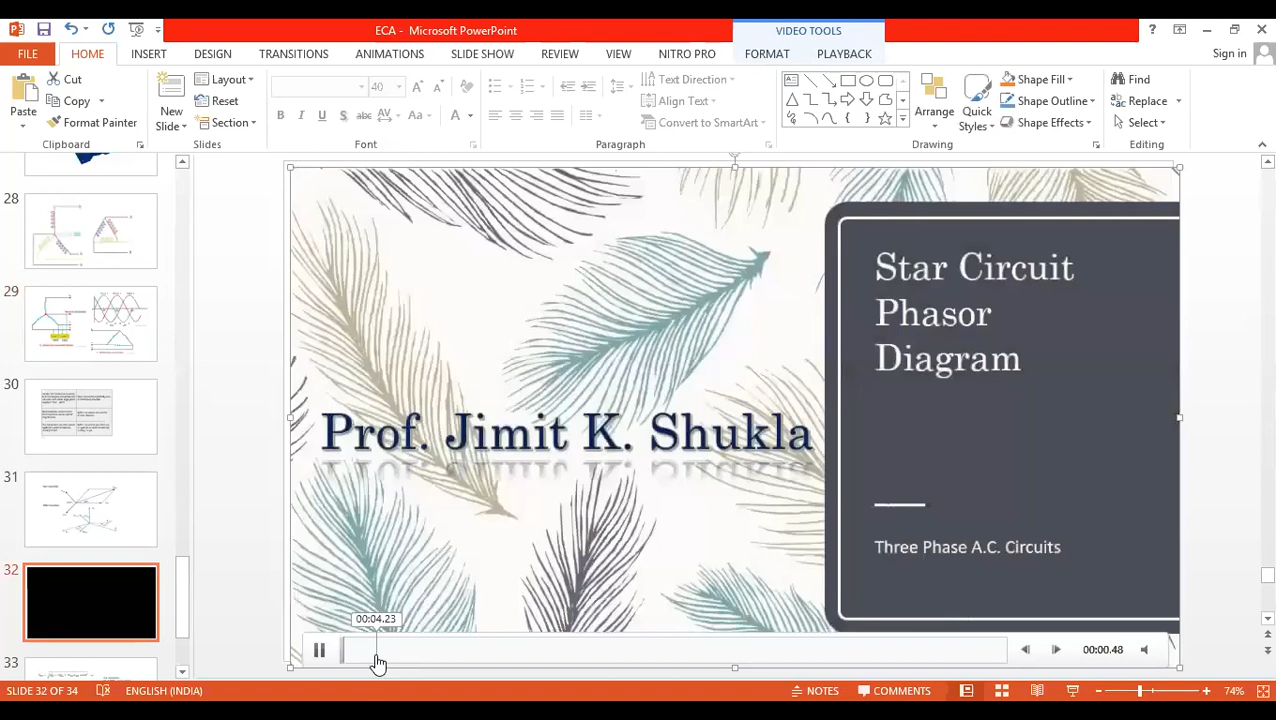 ECA - Microsoft PowerPoint
VIDEO TOOLS
?
FILE HOME INSERT DESIGN TRANSITIONS ANIMATIONS SLIDE SHOW REVIEW VIEW NITRO PRO FORMAT PLAYBACK Sign in
Paste
Cut
Copy
Format Painter
Clipboard
New
Slide
Layout
Reset
Section
Slides
40
B I U S abc AV Aa A
Font
Text Direction
Align Text
Convert to SmartArt
Paragraph
Arrange
Quick
Styles
Shape Fill
Shape Outline
Shape Effects
Drawing
Find
Replace
Select
Editing
28
29
30
31
32
33
Star Circuit
Phasor
Diagram
Prof. Jimit K. Shukla
Three Phase A.C. Circuits
00:04.23
00:00.48
SLIDE 32 OF 34 ENGLISH (INDIA) NOTES COMMENTS 74%